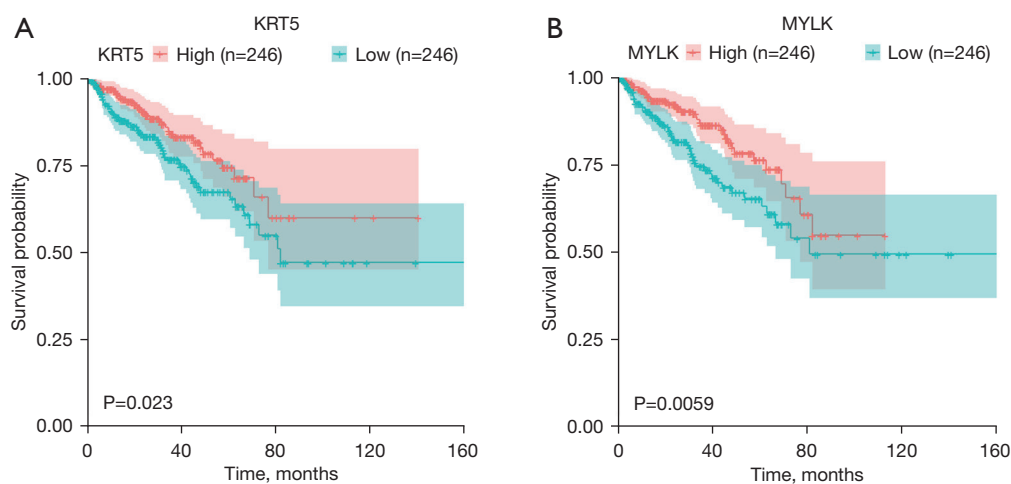 A
KRT5
KRT5 High (n=246) Low (n=246)
1.00
0.75
0.50
0.25
0.00
Survival probability
P=0.023
0 40 80 120 160
Time, months
B
MYLK
MYLK High (n=246) Low (n=246)
1.00
0.75
0.50
0.25
0.00
Survival probability
P=0.0059
0 40 80 120 160
Time, months